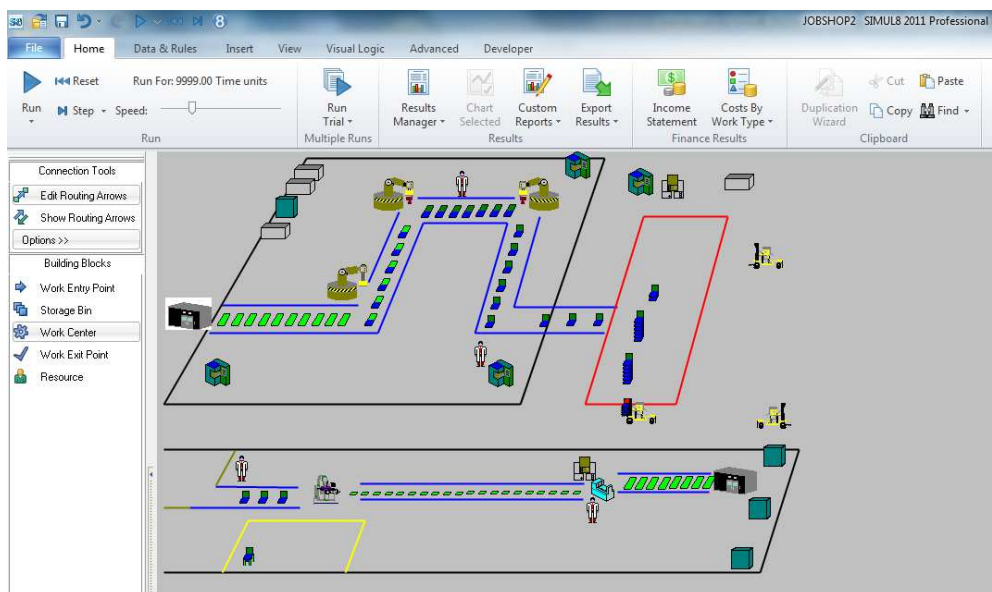 S8
8
JOBSHOP2 SIMUL8 2011 Professional
File Home Data & Rules Insert View Visual Logic Advanced Developer
Run
Reset
Run For: 9999.00 Time units
Step Speed:
Run
Run Trial
Multiple Runs
Results Manager
Chart Selected
Custom Reports
Export Results
Results
Income Statement
Costs By Work Type
Finance Results
Duplication Wizard
Cut
Copy
Paste
Find
Clipboard
Connection Tools
Edit Routing Arrows
Show Routing Arrows
Options >>
Building Blocks
Work Entry Point
Storage Bin
Work Center
Work Exit Point
Resource